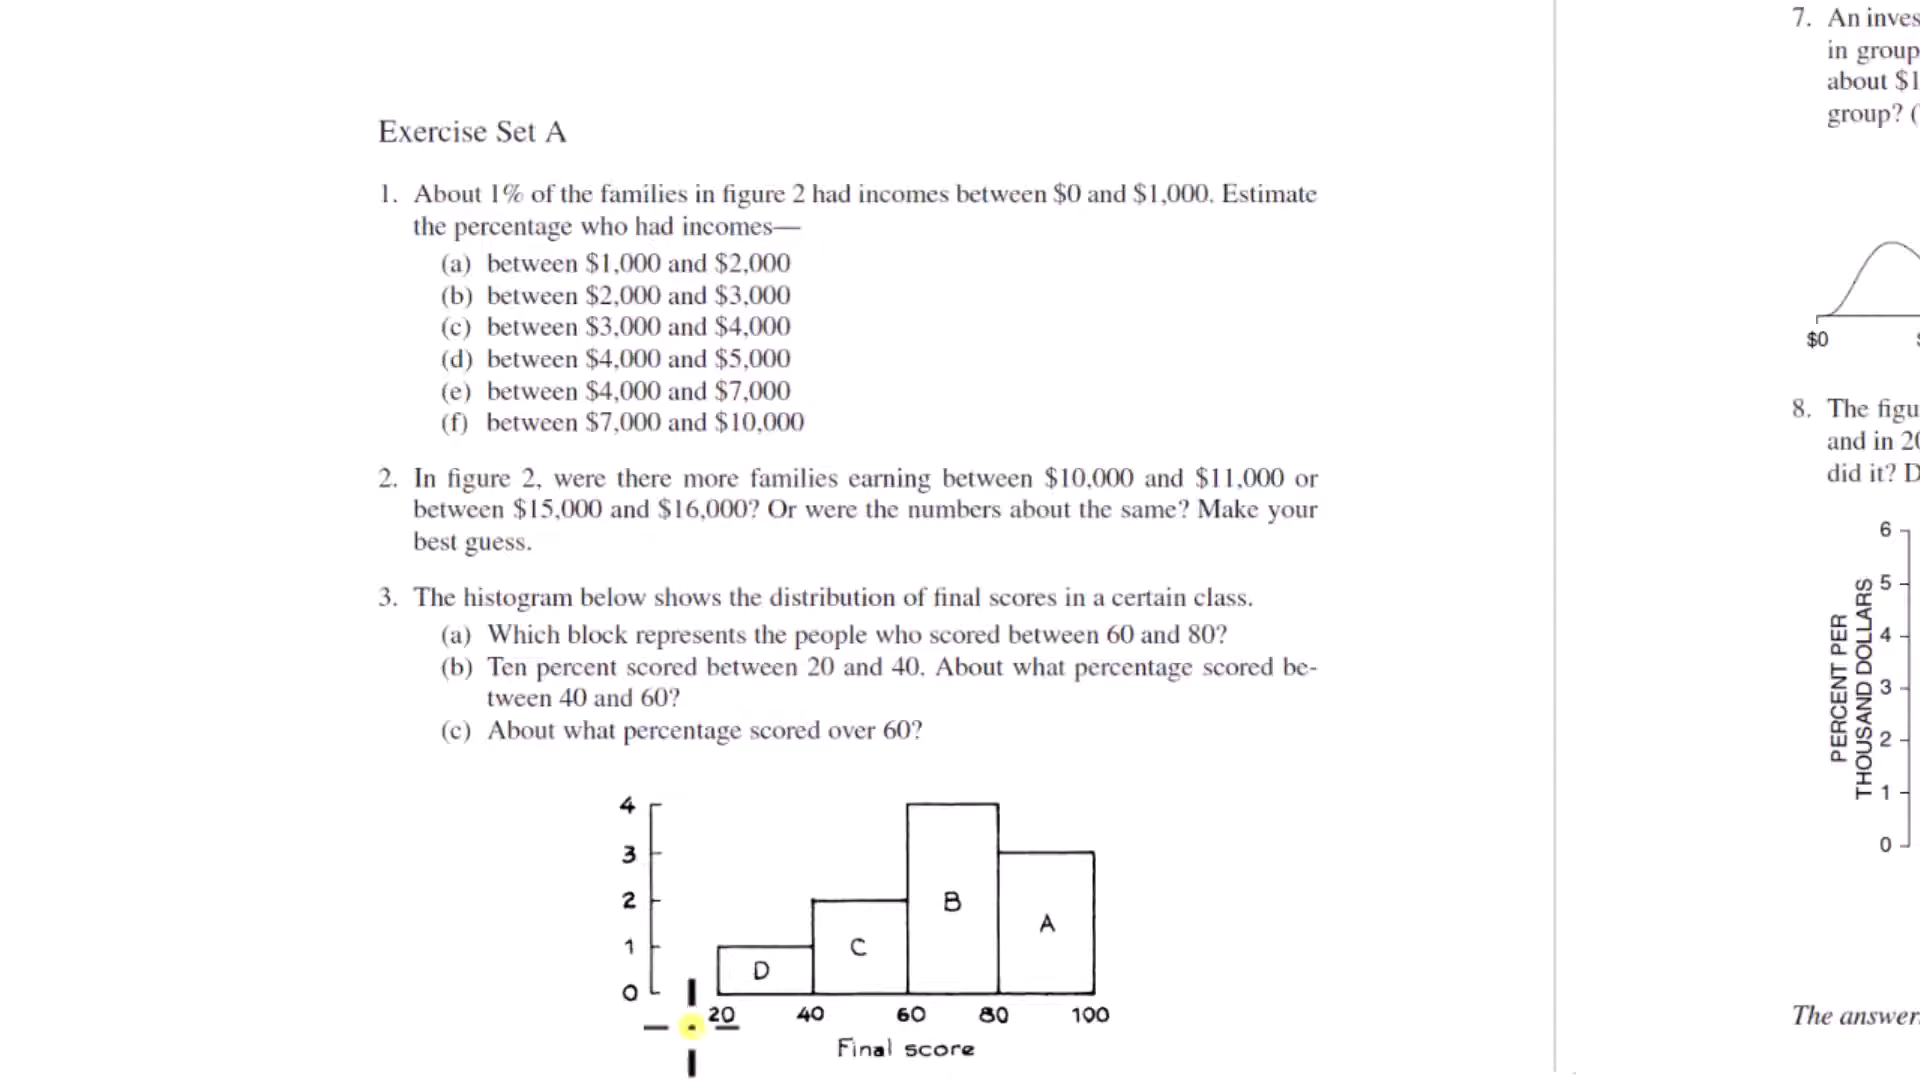 Exercise Set A
1. About 1% of the families in figure 2 had incomes between $0 and $1,000. Estimate
the percentage who had incomes—
(a) between $1,000 and $2,000
(b) between $2,000 and $3,000
(c) between $3,000 and $4,000
(d) between $4,000 and $5,000
(e) between $4,000 and $7,000
(f) between $7,000 and $10,000
2. In figure 2, were there more families earning between $10,000 and $11,000 or
between $15,000 and $16,000? Or were the numbers about the same? Make your
best guess.
3. The histogram below shows the distribution of final scores in a certain class.
(a) Which block represents the people who scored between 60 and 80?
(b) Ten percent scored between 20 and 40. About what percentage scored be-
tween 40 and 60?
(c) About what percentage scored over 60?
4
3
2
1
0
D
C
B
A
20 40 60 80 100
Final score
7. An inves
in group
about $1
group? (
$0
8. The figu
and in 20
did it? D
PERCENT PER
THOUSAND DOLLARS
6
5
4
3
2
1
0
The answer